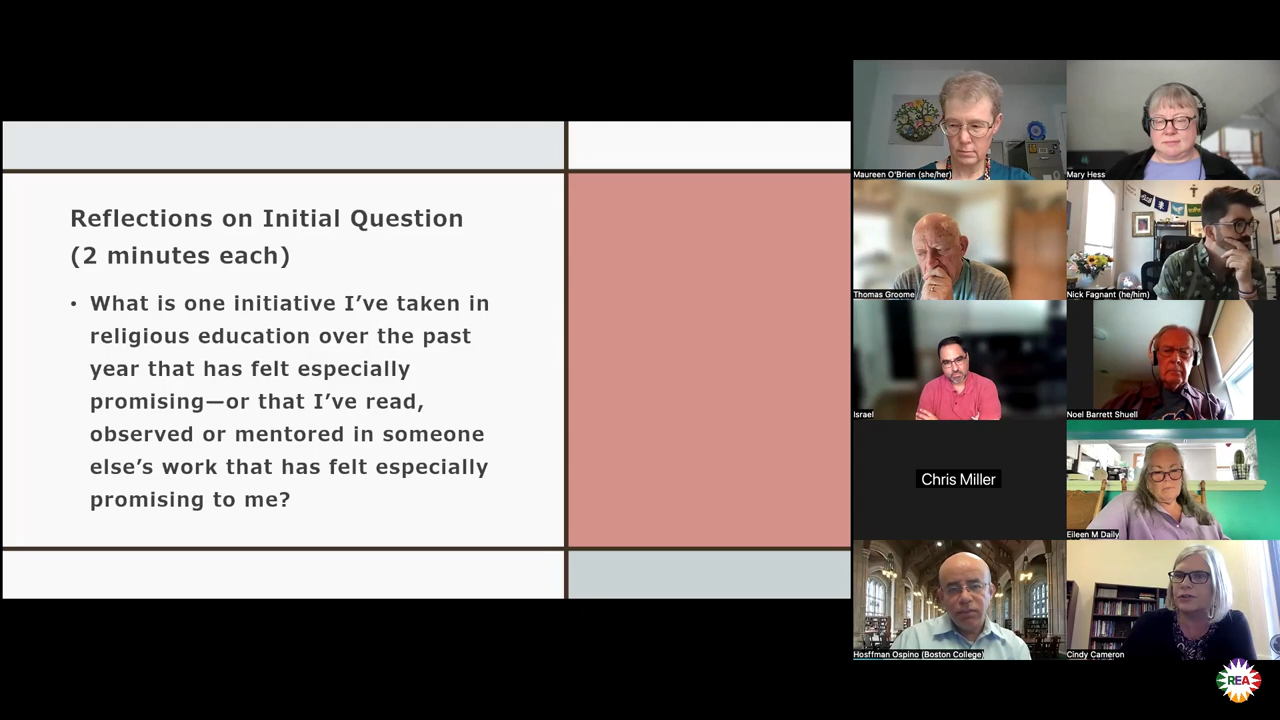 Reflections on Initial Question
(2 minutes each)
• What is one initiative I’ve taken in
religious education over the past
year that has felt especially
promising—or that I’ve read,
observed or mentored in someone
else’s work that has felt especially
promising to me?
Maureen O'Brien (she/her)
Mary Hess
Thomas Groome
Nick Fagnant (he/him)
Israel
Noel Barrett Shuell
Chris Miller
Eileen M Daily
Hosffman Ospino (Boston College)
Cindy Cameron
REA